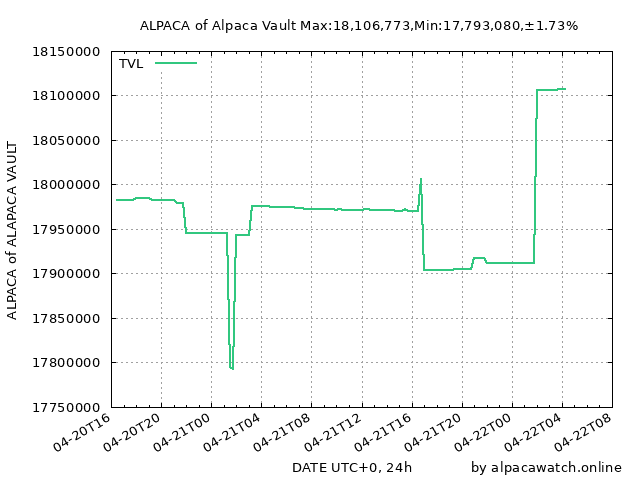 ALPACA of Alpaca Vault Max:18,106,773,Min:17,793,080,±1.73%
TVL
ALPACA of ALAPACA VAULT
18150000
18100000
18050000
18000000
17950000
17900000
17850000
17800000
17750000
04-20T16
04-20T20
04-21T00
04-21T04
04-21T08
04-21T12
04-21T16
04-21T20
04-22T00
04-22T04
04-22T08
DATE UTC+0, 24h
by alpacawatch.online